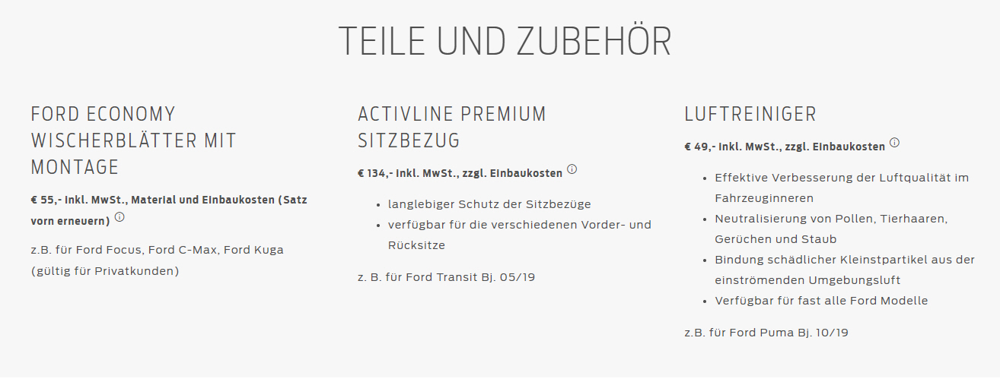 TEILE UND ZUBEHÖR
FORD ECONOMY
WISCHERBLÄTTER MIT
MONTAGE
€ 55,- inkl. MwSt., Material und Einbaukosten (Satz
vorn erneuern) ⓘ
z.B. für Ford Focus, Ford C-Max, Ford Kuga
(gültig für Privatkunden)
ACTIVLINE PREMIUM
SITZBEZUG
€ 134,- inkl. MwSt., zzgl. Einbaukosten ⓘ
• langlebiger Schutz der Sitzbezüge
• verfügbar für die verschiedenen Vorder- und
Rücksitze
z. B. für Ford Transit Bj. 05/19
LUFTREINIGER
€ 49,- inkl. MwSt., zzgl. Einbaukosten ⓘ
• Effektive Verbesserung der Luftqualität im
Fahrzeuginneren
• Neutralisierung von Pollen, Tierhaaren,
Gerüchen und Staub
• Bindung schädlicher Kleinstpartikel aus der
einströmenden Umgebungsluft
• Verfügbar für fast alle Ford Modelle
z.B. für Ford Puma Bj. 10/19